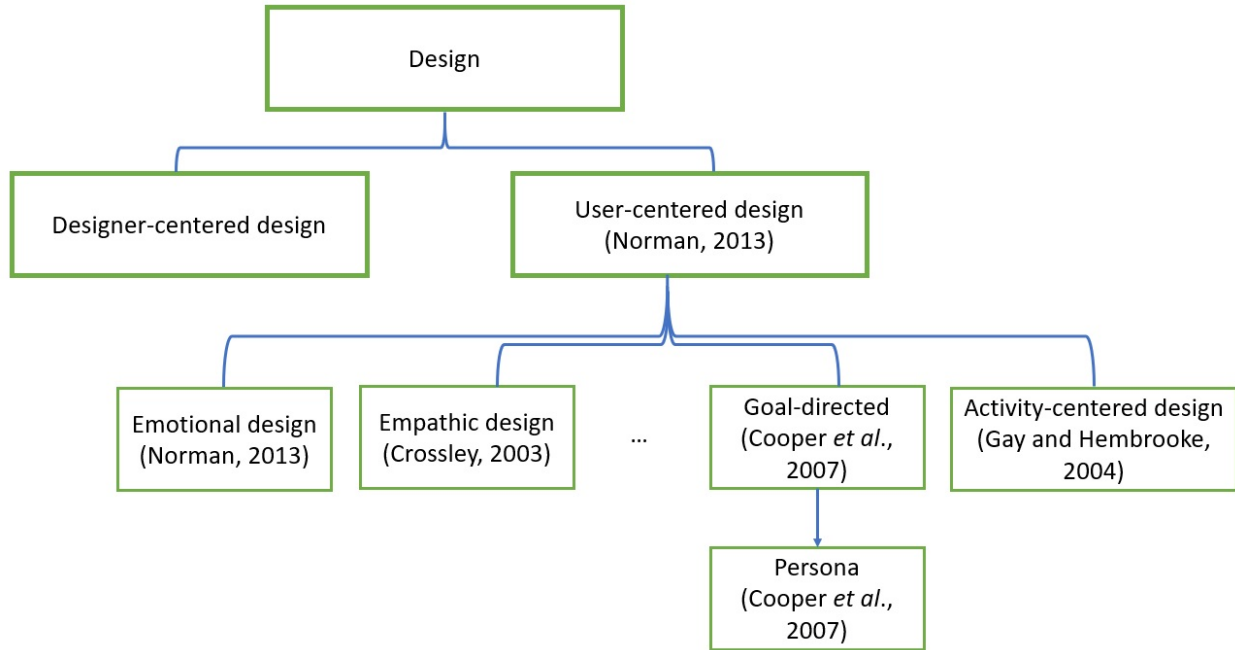 Design
Designer-centered design
User-centered design
(Norman, 2013)
Emotional design
(Norman, 2013)
Empathic design
(Crossley, 2003)
...
Goal-directed
(Cooper et al.,
2007)
Activity-centered design
(Gay and Hembrooke,
2004)
Persona
(Cooper et al.,
2007)